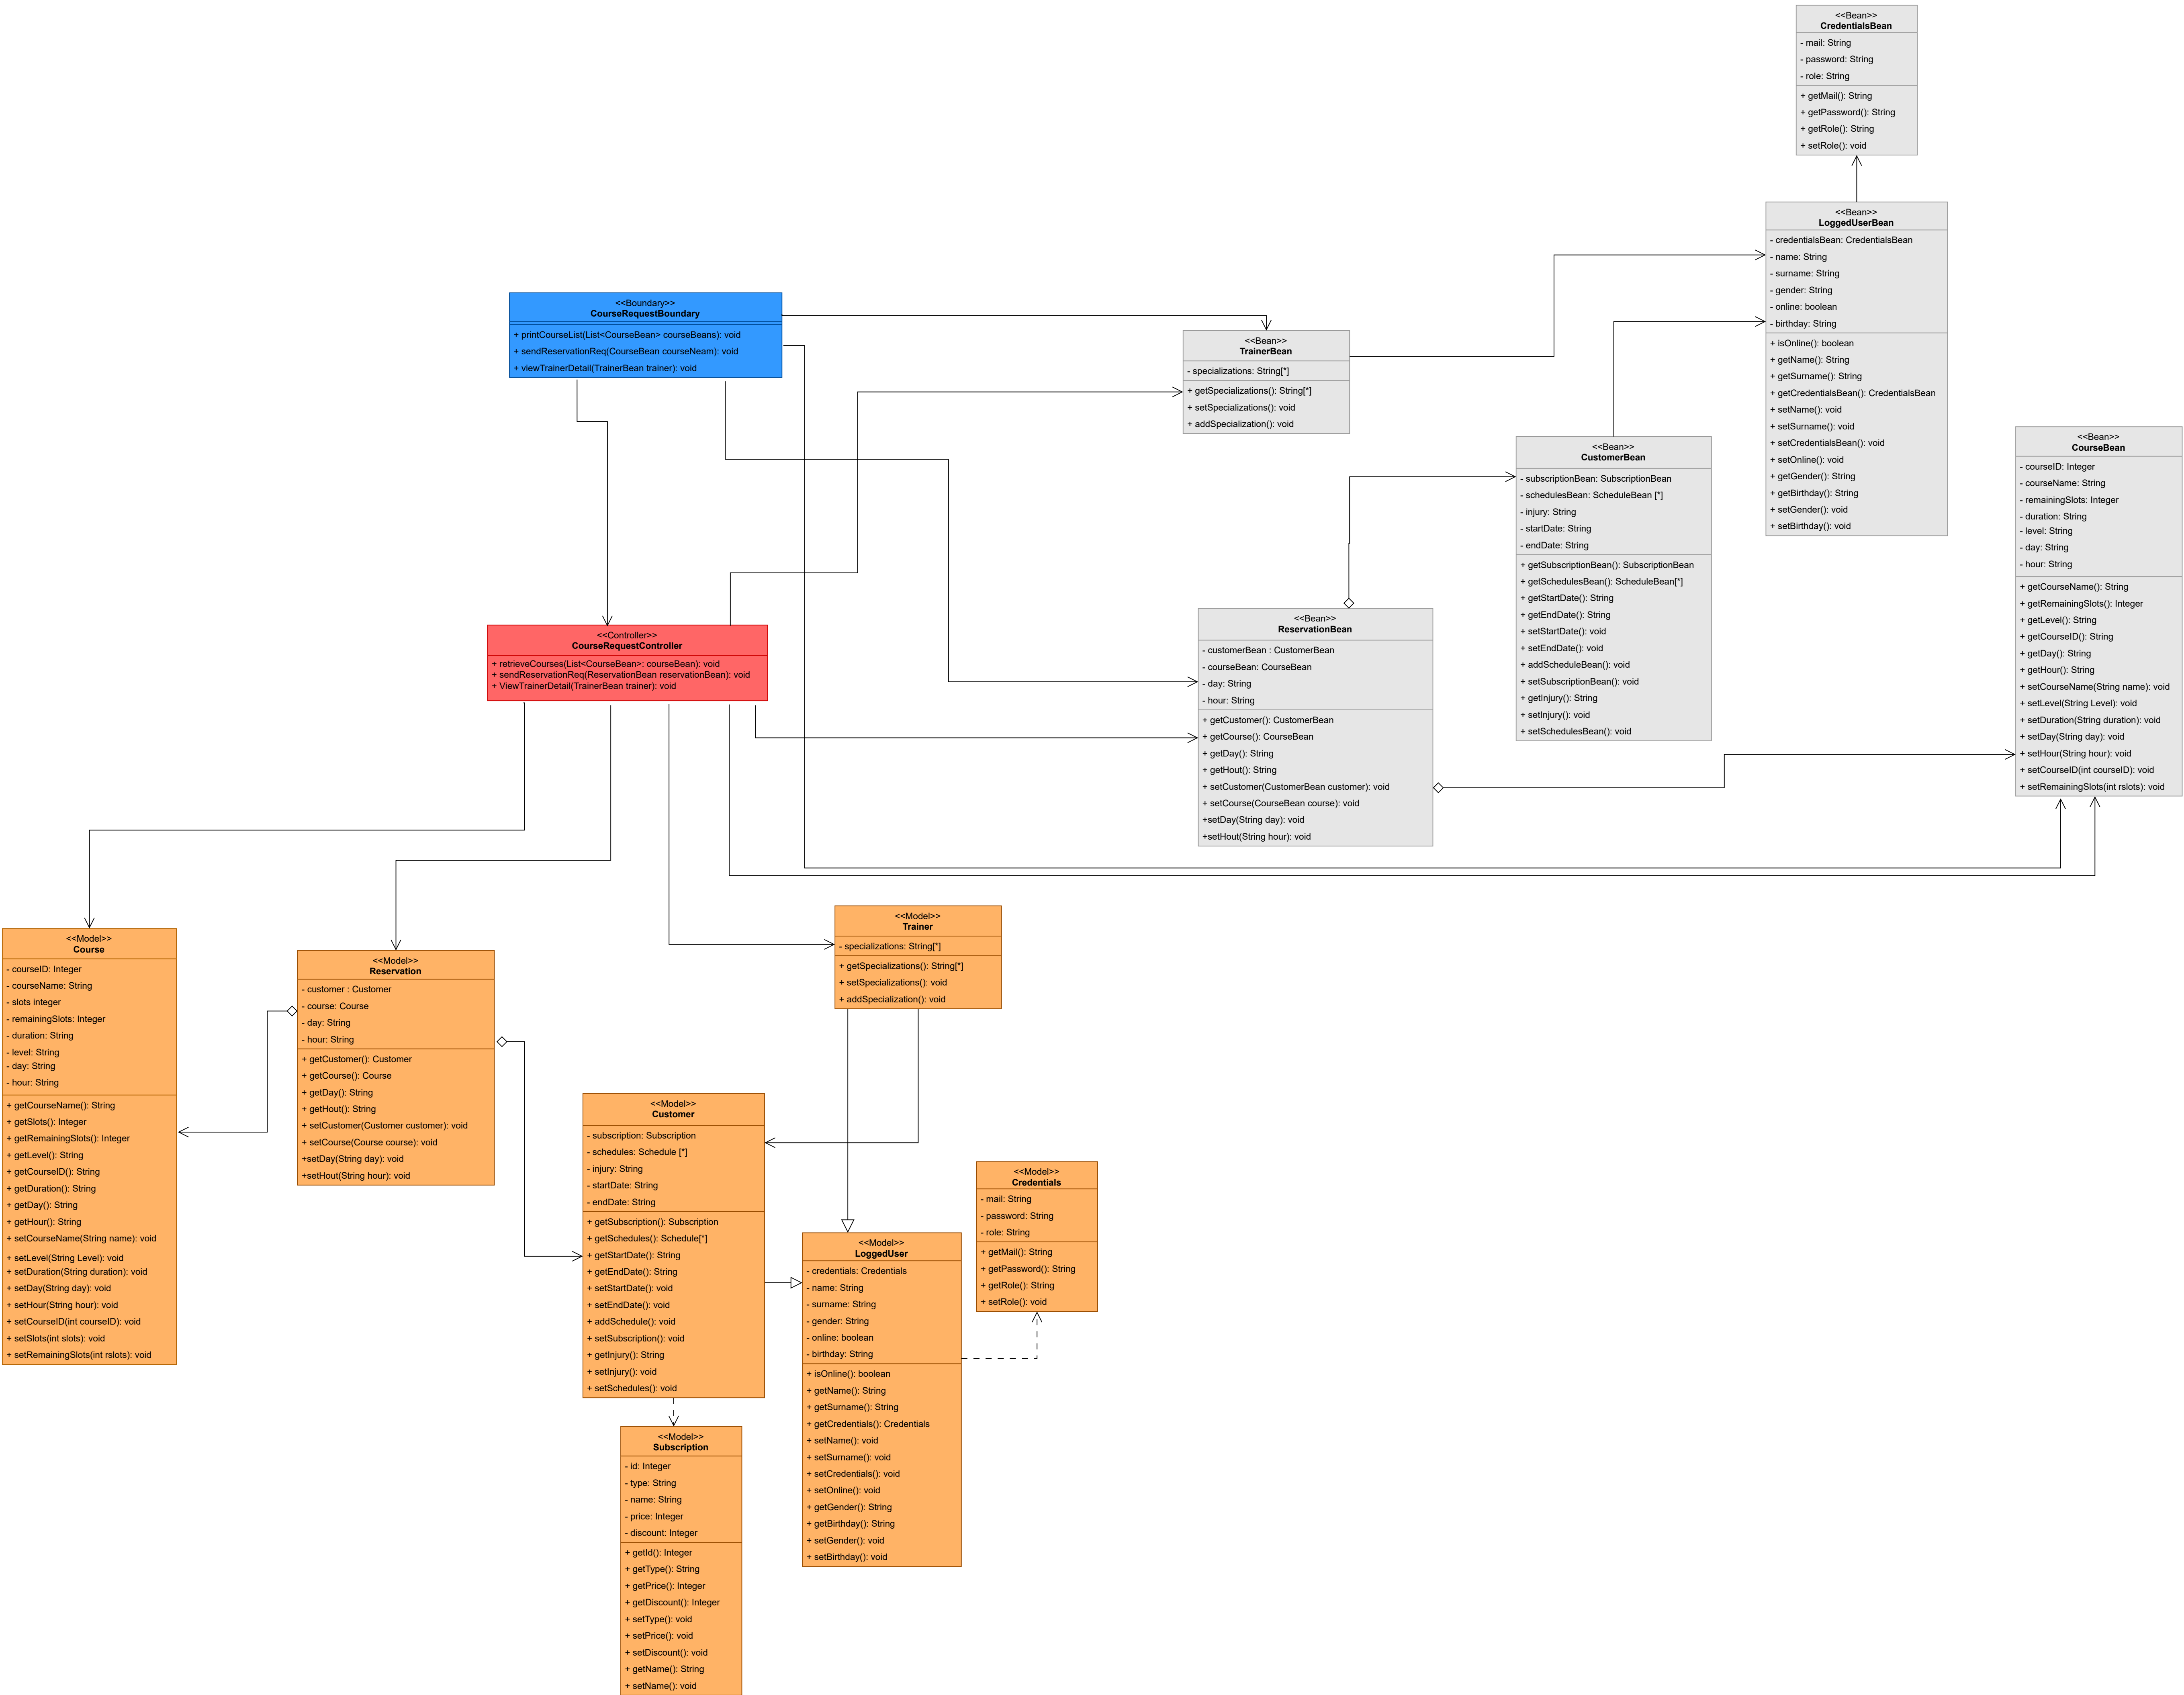 <<Bean>>
CredentialsBean
- mail: String
- password: String
- role: String
+ getMail(): String
+ getPassword(): String
+ getRole(): String
+ setRole(): void
<<Bean>>
LoggedUserBean
- credentialsBean: CredentialsBean
- name: String
- surname: String
- gender: String
- online: boolean
- birthday: String
+ isOnline(): boolean
+ getName(): String
+ getSurname(): String
+ getCredentialsBean(): CredentialsBean
+ setName(): void
+ setSurname(): void
+ setCredentialsBean(): void
+ setOnline(): void
+ getGender(): String
+ getBirthday(): String
+ setGender(): void
+ setBirthday(): void
<<Boundary>>
CourseRequestBoundary
+ printCourseList(List<CourseBean> courseBeans): void
+ sendReservationReq(CourseBean courseNeam): void
+ viewTrainerDetail(TrainerBean trainer): void
<<Bean>>
TrainerBean
- specializations: String[*]
+ getSpecializations(): String[*]
+ setSpecializations(): void
+ addSpecialization(): void
<<Bean>>
CustomerBean
- subscriptionBean: SubscriptionBean
- schedulesBean: ScheduleBean [*]
- injury: String
- startDate: String
- endDate: String
+ getSubscriptionBean(): SubscriptionBean
+ getSchedulesBean(): ScheduleBean[*]
+ getStartDate(): String
+ getEndDate(): String
+ setStartDate(): void
+ setEndDate(): void
+ addScheduleBean(): void
+ setSubscriptionBean(): void
+ getInjury(): String
+ setInjury(): void
+ setSchedulesBean(): void
<<Bean>>
CourseBean
- courseID: Integer
- courseName: String
- remainingSlots: Integer
- duration: String
- level: String
- day: String
- hour: String
+ getCourseName(): String
+ getRemainingSlots(): Integer
+ getLevel(): String
+ getCourseID(): String
+ getDay(): String
+ getHour(): String
+ setCourseName(String name): void
+ setLevel(String Level): void
+ setDuration(String duration): void
+ setDay(String day): void
+ setHour(String hour): void
+ setCourseID(int courseID): void
+ setRemainingSlots(int rslots): void
<<Bean>>
ReservationBean
- customerBean : CustomerBean
- courseBean: CourseBean
- day: String
- hour: String
+ getCustomer(): CustomerBean
+ getCourse(): CourseBean
+ getDay(): String
+ getHout(): String
+ setCustomer(CustomerBean customer): void
+ setCourse(CourseBean course): void
+setDay(String day): void
+setHout(String hour): void
<<Controller>>
CourseRequestController
+ retrieveCourses(List<CourseBean>: courseBean): void
+ sendReservationReq(ReservationBean reservationBean): void
+ ViewTrainerDetail(TrainerBean trainer): void
<<Model>>
Course
- courseID: Integer
- courseName: String
- slots integer
- remainingSlots: Integer
- duration: String
- level: String
- day: String
- hour: String
+ getCourseName(): String
+ getSlots(): Integer
+ getRemainingSlots(): Integer
+ getLevel(): String
+ getCourseID(): String
+ getDuration(): String
+ getDay(): String
+ getHour(): String
+ setCourseName(String name): void
+ setLevel(String Level): void
+ setDuration(String duration): void
+ setDay(String day): void
+ setHour(String hour): void
+ setCourseID(int courseID): void
+ setSlots(int slots): void
+ setRemainingSlots(int rslots): void
<<Model>>
Reservation
- customer : Customer
- course: Course
- day: String
- hour: String
+ getCustomer(): Customer
+ getCourse(): Course
+ getDay(): String
+ getHout(): String
+ setCustomer(Customer customer): void
+ setCourse(Course course): void
+setDay(String day): void
+setHout(String hour): void
<<Model>>
Trainer
- specializations: String[*]
+ getSpecializations(): String[*]
+ setSpecializations(): void
+ addSpecialization(): void
<<Model>>
Customer
- subscription: Subscription
- schedules: Schedule [*]
- injury: String
- startDate: String
- endDate: String
+ getSubscription(): Subscription
+ getSchedules(): Schedule[*]
+ getStartDate(): String
+ getEndDate(): String
+ setStartDate(): void
+ setEndDate(): void
+ addSchedule(): void
+ setSubscription(): void
+ getInjury(): String
+ setInjury(): void
+ setSchedules(): void
<<Model>>
Credentials
- mail: String
- password: String
- role: String
+ getMail(): String
+ getPassword(): String
+ getRole(): String
+ setRole(): void
<<Model>>
LoggedUser
- credentials: Credentials
- name: String
- surname: String
- gender: String
- online: boolean
- birthday: String
+ isOnline(): boolean
+ getName(): String
+ getSurname(): String
+ getCredentials(): Credentials
+ setName(): void
+ setSurname(): void
+ setCredentials(): void
+ setOnline(): void
+ getGender(): String
+ getBirthday(): String
+ setGender(): void
+ setBirthday(): void
<<Model>>
Subscription
- id: Integer
- type: String
- name: String
- price: Integer
- discount: Integer
+ getId(): Integer
+ getType(): String
+ getPrice(): Integer
+ getDiscount(): Integer
+ setType(): void
+ setPrice(): void
+ setDiscount(): void
+ getName(): String
+ setName(): void